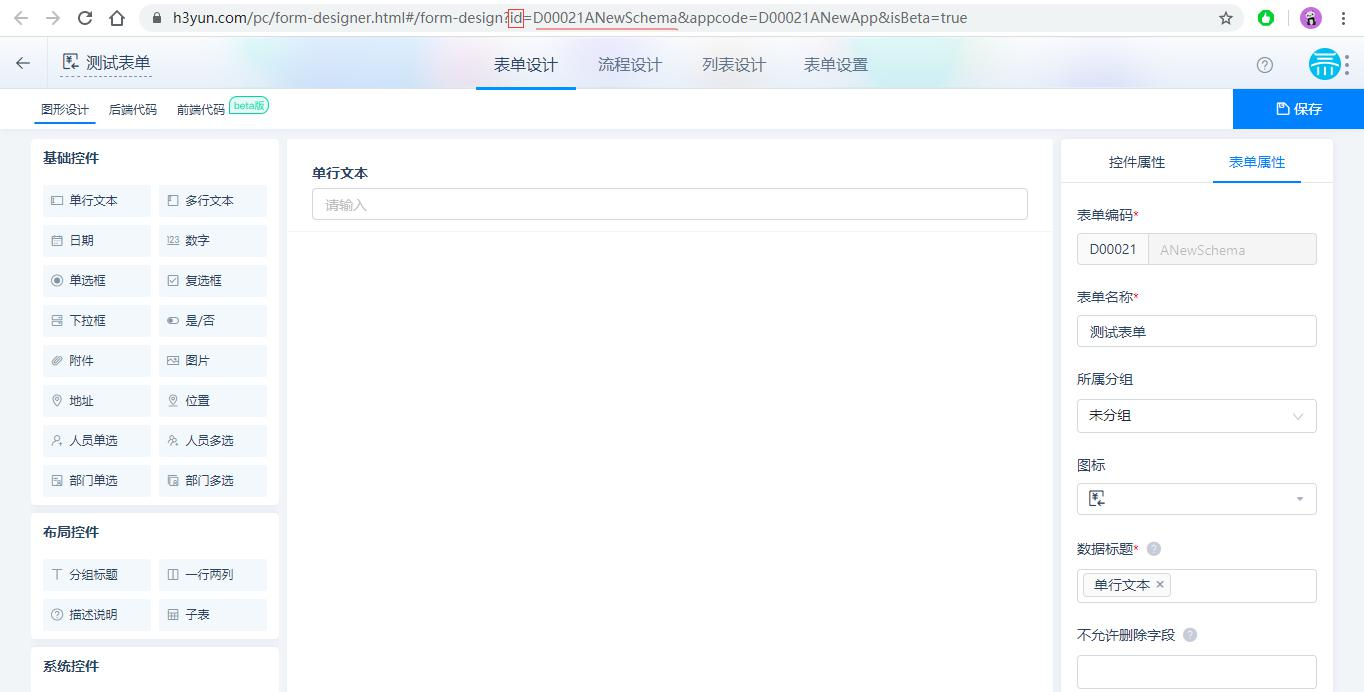 h3yun.com/pc/form-designer.html#/form-design?id=D00021ANewSchema&appcode=D00021ANewApp&isBeta=true
测试表单 表单设计 流程设计 列表设计 表单设置
图形设计 后端代码 前端代码 beta版 保存
基础控件
单行文本 多行文本
日期 123 数字
单选框 复选框
下拉框 是/否
附件 图片
地址 位置
人员单选 人员多选
部门单选 部门多选
布局控件
分组标题 一行两列
描述说明 子表
系统控件
单行文本
请输入
控件属性 表单属性
表单编码*
D00021 ANewSchema
表单名称*
测试表单
所属分组
未分组
图标
数据标题* ?
单行文本 ×
不允许删除字段 ?